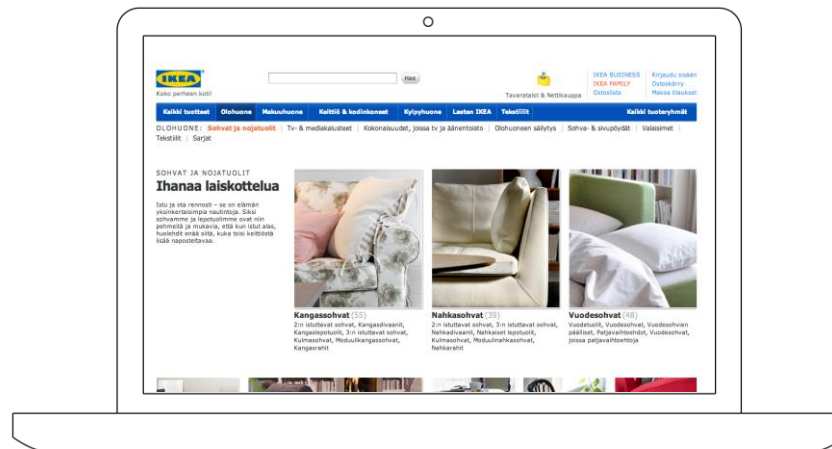 IKEA
Koko perheen koti!
Hae
Tavaratalot & Nettikauppa
IKEA BUSINESS
IKEA FAMILY
Ostoslista
Kirjaudu sisään
Ostoskärry
Maksa tilaukset
Kaikki tuotteet Olohuone Makuuhuone Keittiö & kodinkoneet Kylpyhuone Lasten IKEA Tekstiilit Kaikki tuoteryhmät
OLOHUONE: Sohvat ja nojatuolit | Tv- & mediakalusteet | Kokonaisuudet, joissa tv ja äänentoisto | Olohuoneen säilytys | Sohva- & sivupöydät | Valaisimet |
Tekstiilit | Sarjat
SOHVAT JA NOJATUOLIT
Ihanaa laiskottelua
Istu ja ota rennosti – se on elämän
yksinkertaisimpia nautintoja. Siksi
sohvamme ja lepotuolimme ovat niin
pehmeitä ja mukavia, että kun istut alas,
huolehdit enää siitä, kuka toisi keittiöstä
lisää naposteltavaa.
Kangassohvat (55)
2:n istuttavat sohvat, Kangasdivaanit,
Kangaslepotuolit, 3:n istuttavat sohvat,
Kulmasohvat, Moduulikangassohvat,
Kangasrahit
Nahkasohvat (39)
2:n istuttavat sohvat, 3:n istuttavat sohvat,
Nahkadivaanit, Nahkaiset lepotuolit,
Kulmasohvat, Moduulinahkasohvat,
Nahkarahit
Vuodesohvat (48)
Vuodetuolit, Vuodesohvat, Vuodesohvien
päälliset, Patjavaihtoehdot, Vuodesohvat,
joissa patjavaihtoehtoja